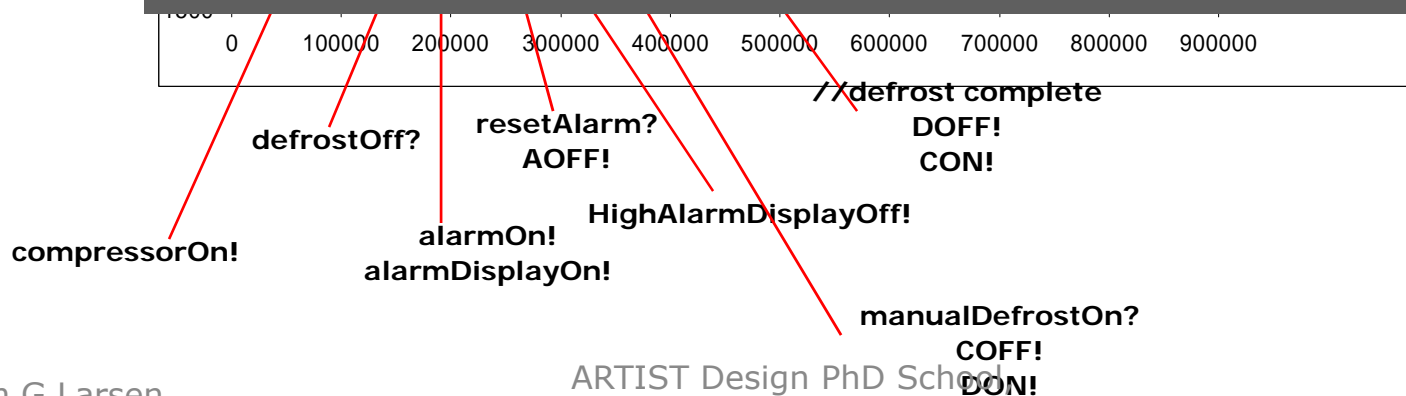 0 100000 200000 300000 400000 500000 600000 700000 800000 900000
//defrost complete
DOFF!
CON!
resetAlarm?
AOFF!
defrostOff?
HighAlarmDisplayOff!
alarmOn!
alarmDisplayOn!
compressorOn!
manualDefrostOn?
COFF!
DON!
ARTIST Design PhD School,
G Larsen